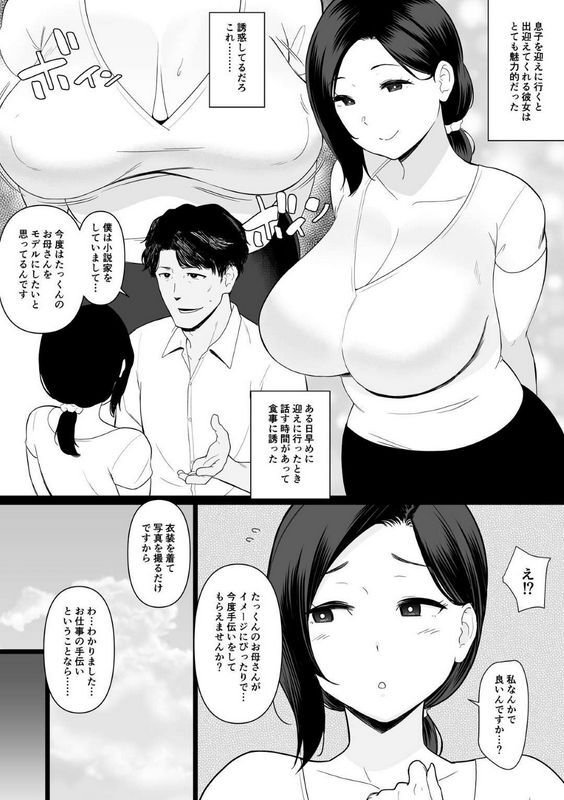 息子を迎えに行くと
出迎えてくれる彼女は
とても魅力的だった
誘惑してるだろ
これ……
ボイン
ボイン
僕は小説家を
していまして…
今度はたっくんの
お母さんを
モデルにしたいと
思ってるんです
ある日早めに
迎えに行ったとき
話す時間があって
食事に誘った
え!?
私なんかで
良いんですか…?
たっくんのお母さんが
イメージにぴったりで…
今度手伝いをして
もらえませんか?
衣装を着て
写真を撮るだけ
ですから
わ…わかりました…
お仕事の手伝い
ということなら……